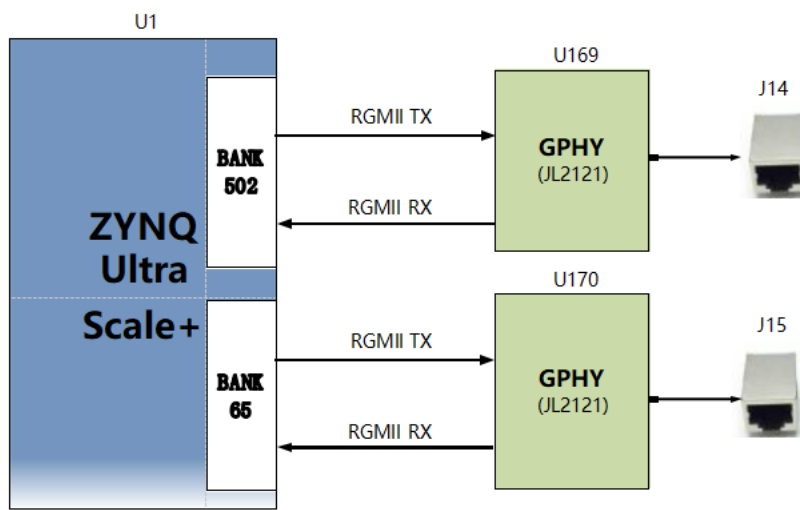 U1
U169
J14
RGMII TX
GPHY
(JL2121)
BANK
502
RGMII RX
ZYNQ
Ultra
Scale+
U170
J15
RGMII TX
GPHY
(JL2121)
BANK
65
RGMII RX